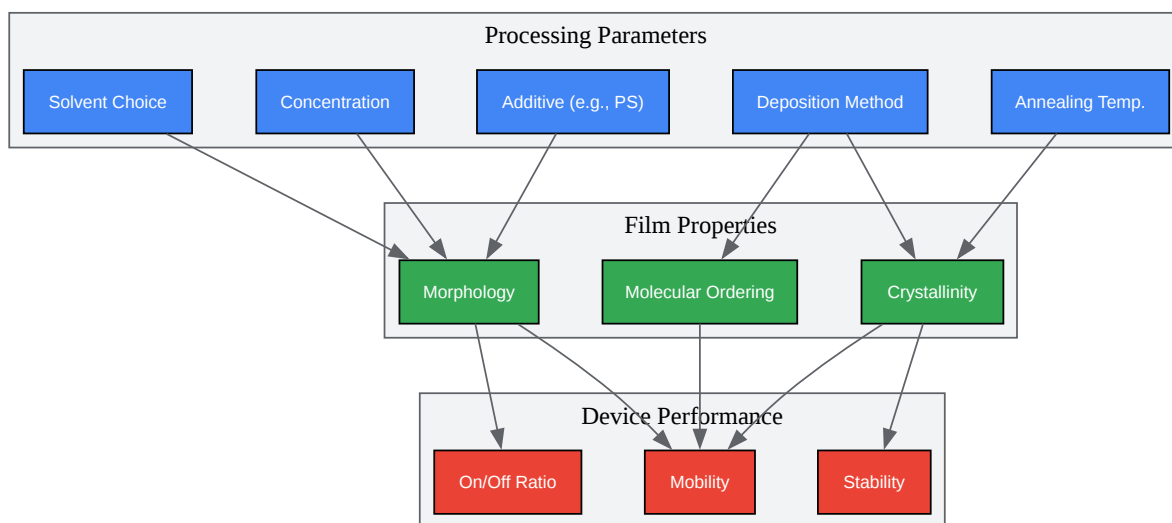 Processing Parameters
Solvent Choice
Concentration
Additive (e.g., PS)
Deposition Method
Annealing Temp.
Film Properties
Morphology
Molecular Ordering
Crystallinity
Device Performance
On/Off Ratio
Mobility
Stability